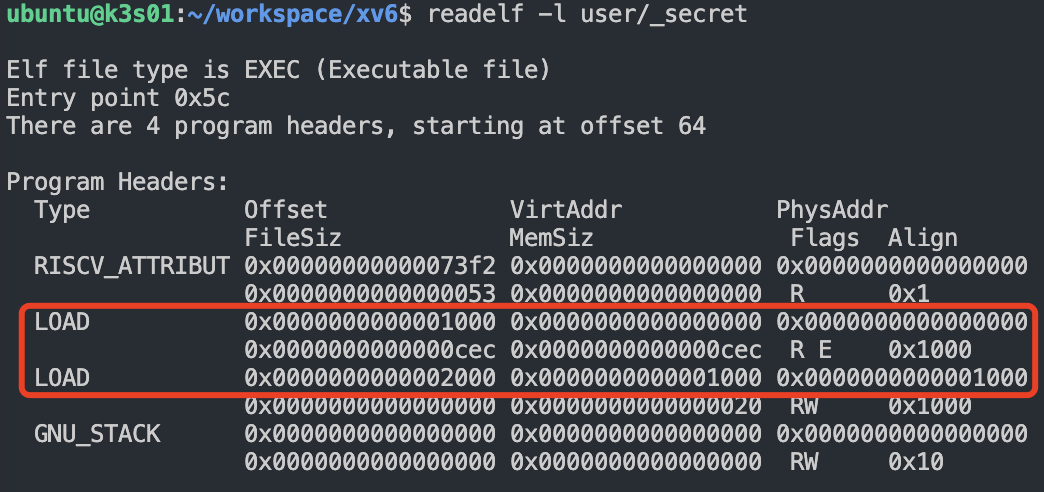 ubuntu@k3s01:~/workspace/xv6$ readelf -l user/_secret
Elf file type is EXEC (Executable file)
Entry point 0x5c
There are 4 program headers, starting at offset 64
Program Headers:
  Type           Offset             VirtAddr           PhysAddr
                 FileSiz            MemSiz              Flags  Align
  RISCV_ATTRIBUT 0x00000000000073f2 0x0000000000000000 0x0000000000000000
                 0x0000000000000053 0x0000000000000000  R      0x1
  LOAD           0x0000000000001000 0x0000000000000000 0x0000000000000000
                 0x0000000000000cec 0x0000000000000cec  R E    0x1000
  LOAD           0x0000000000002000 0x0000000000001000 0x0000000000001000
                 0x0000000000000000 0x0000000000000020  RW     0x1000
  GNU_STACK      0x0000000000000000 0x0000000000000000 0x0000000000000000
                 0x0000000000000000 0x0000000000000000  RW     0x10